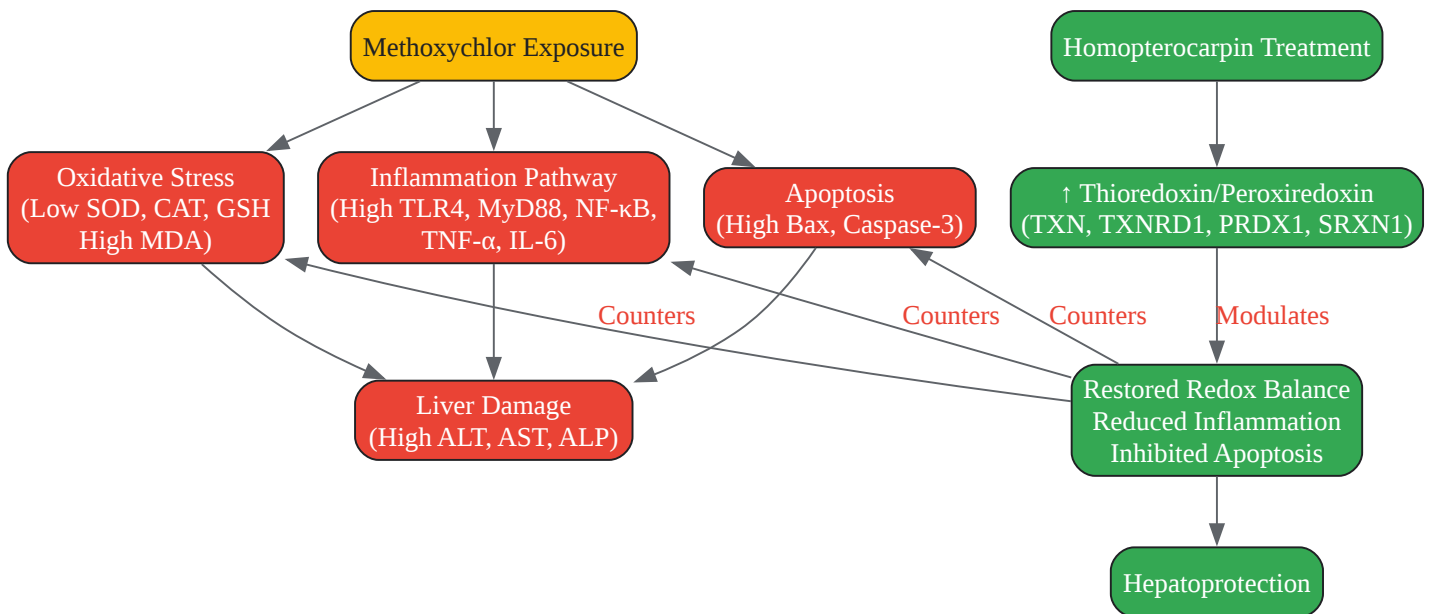 Methoxychlor Exposure
Homopterocarpin Treatment
Oxidative Stress
(Low SOD, CAT, GSH
High MDA)
Inflammation Pathway
(High TLR4, MyD88, NF-κB,
TNF-α, IL-6)
Apoptosis
(High Bax, Caspase-3)
↑ Thioredoxin/Peroxiredoxin
(TXN, TXNRD1, PRDX1, SRXN1)
Counters
Counters
Counters
Modulates
Liver Damage
(High ALT, AST, ALP)
Restored Redox Balance
Reduced Inflammation
Inhibited Apoptosis
Hepatoprotection